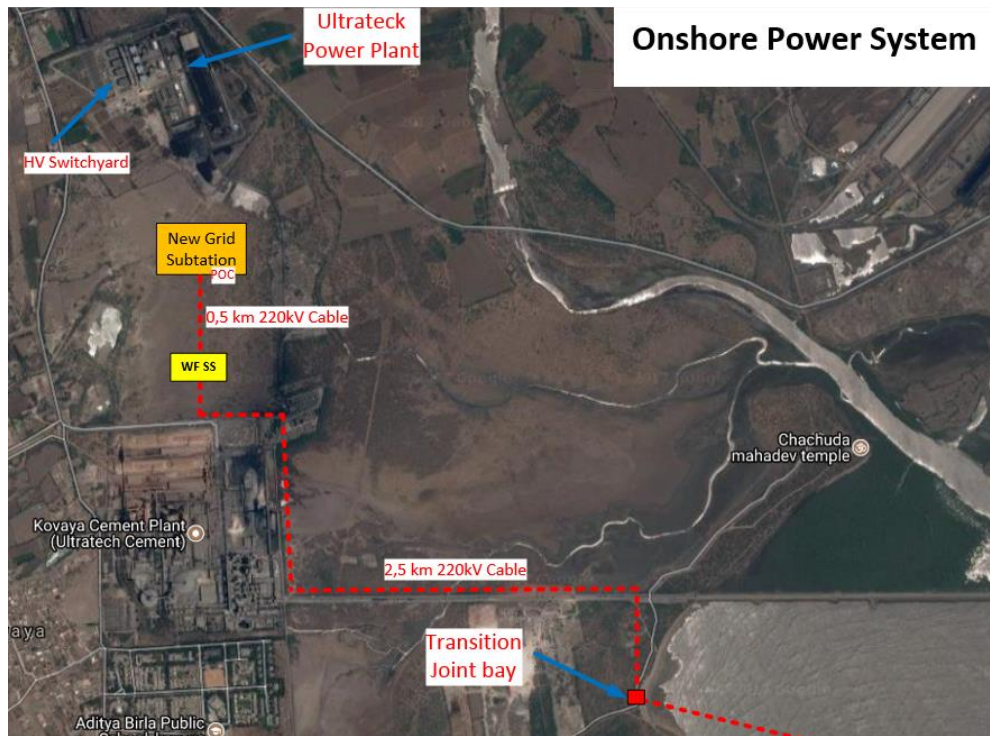 Onshore Power System
Ultrateck
Power Plant
HV Switchyard
New Grid
Subtation
POC
0,5 km 220kV Cable
WF SS
Chachuda
mahadev temple
Kovaya Cement Plant
(Ultratech Cement)
2,5 km 220kV Cable
Transition
Joint bay
aya
Aditya Birla Public